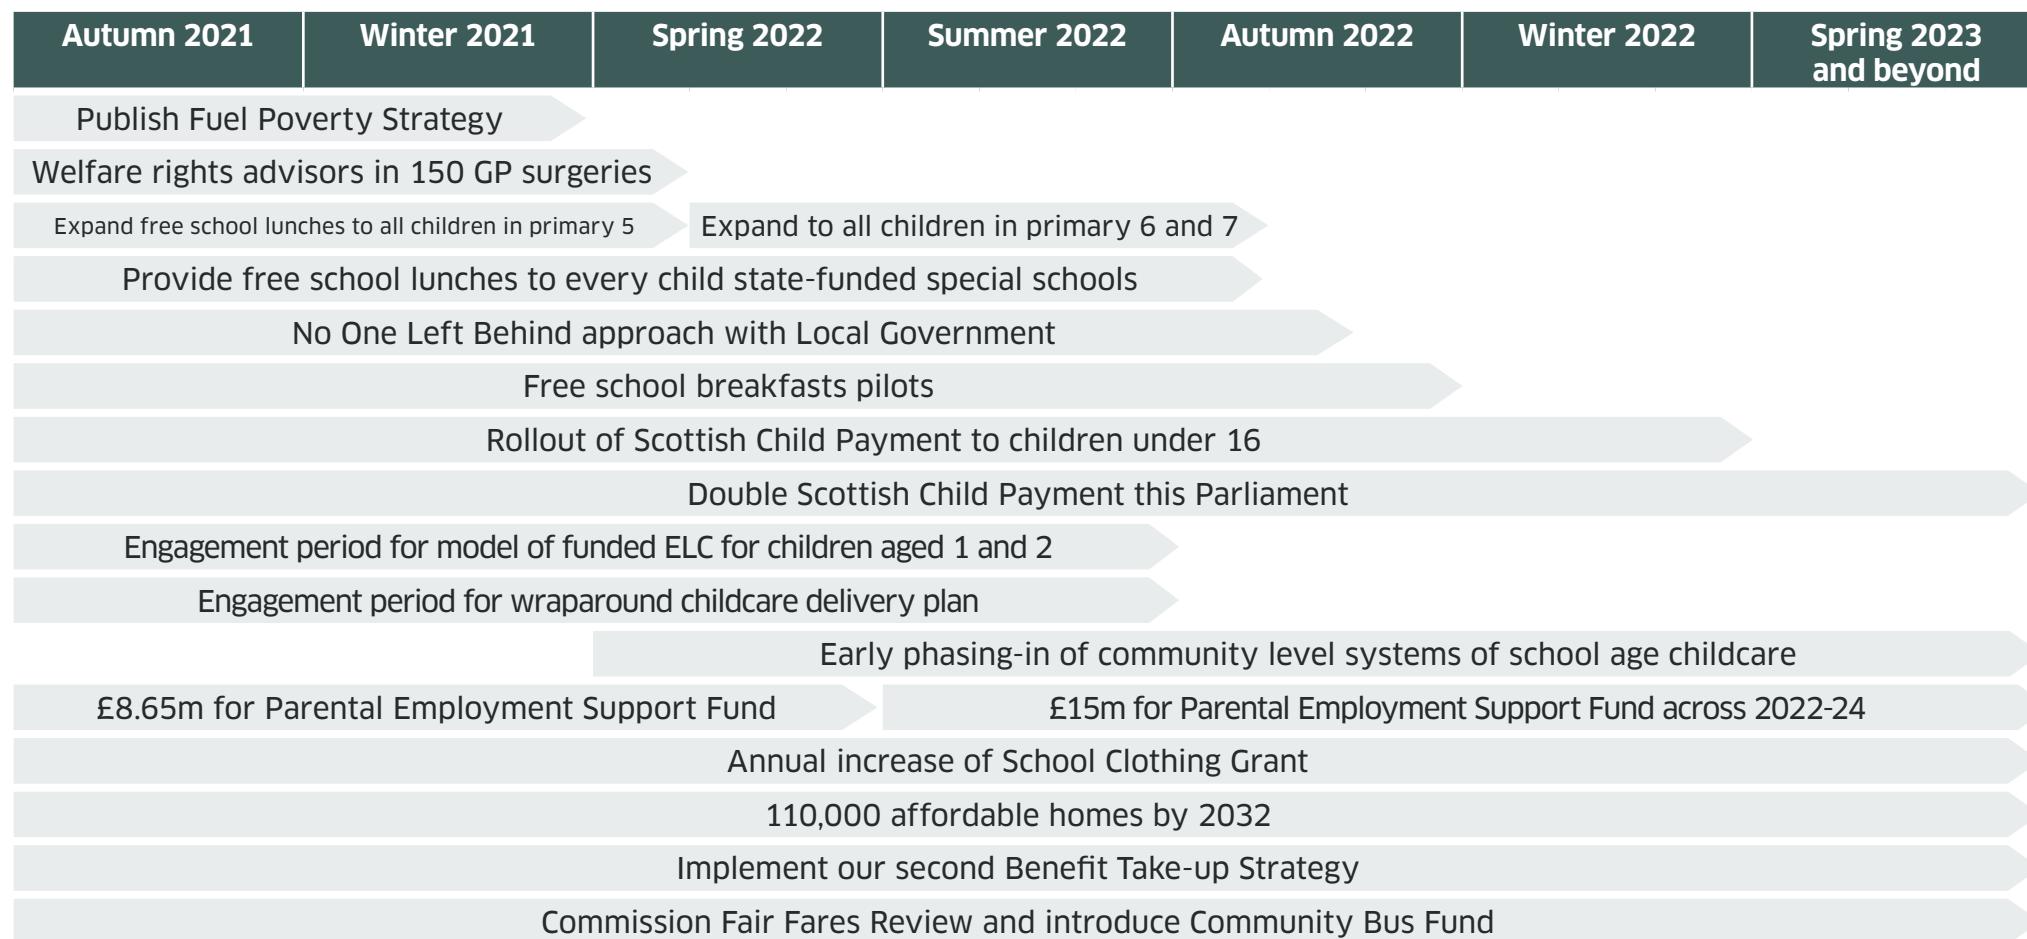 Autumn 2021
Winter 2021
Spring 2022
Summer 2022
Autumn 2022
Winter 2022
Spring 2023
and beyond
Publish Fuel Poverty Strategy
Welfare rights advisors in 150 GP surgeries
Expand free school lunches to all children in primary 5
Expand to all children in primary 6 and 7
Provide free school lunches to every child state-funded special schools
No One Left Behind approach with Local Government
Free school breakfasts pilots
Rollout of Scottish Child Payment to children under 16
Double Scottish Child Payment this Parliament
Engagement period for model of funded ELC for children aged 1 and 2
Engagement period for wraparound childcare delivery plan
Early phasing-in of community level systems of school age childcare
£8.65m for Parental Employment Support Fund
£15m for Parental Employment Support Fund across 2022-24
Annual increase of School Clothing Grant
110,000 affordable homes by 2032
Implement our second Benefit Take-up Strategy
Commission Fair Fares Review and introduce Community Bus Fund